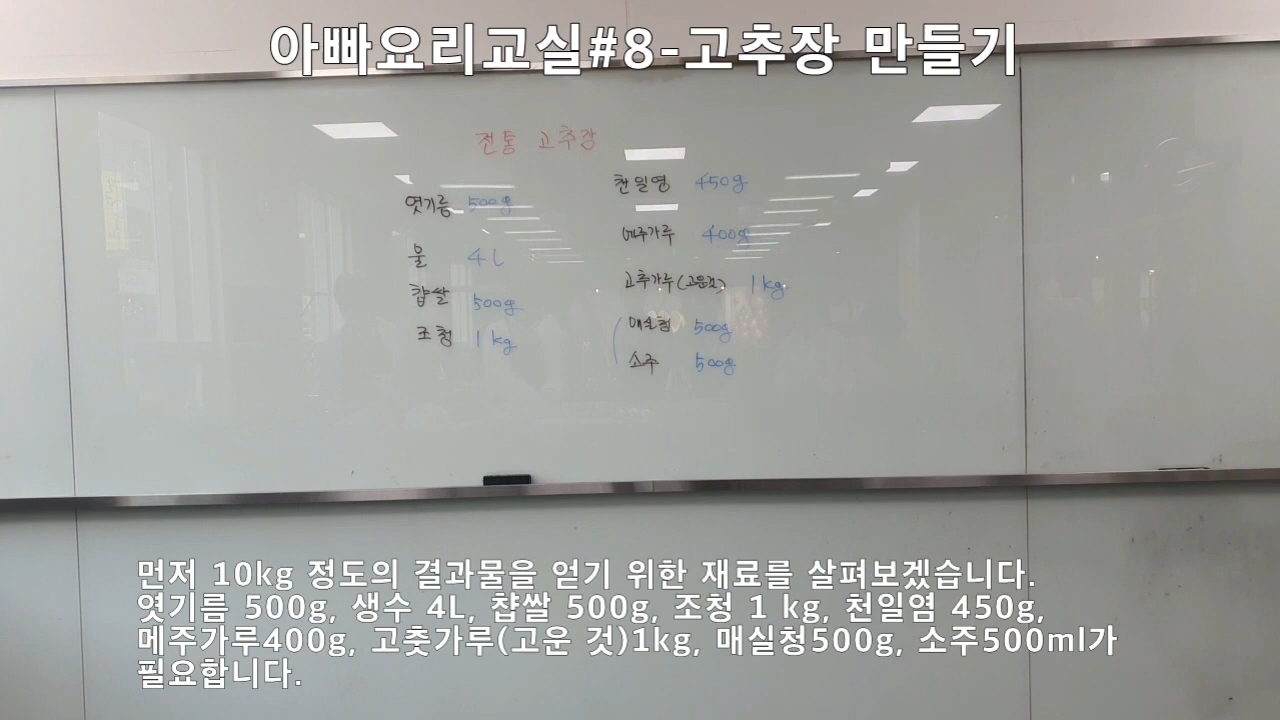 아빠요리교실#8-고추장 만들기
전통 고추장
엿기름 500g
물 4L
찹쌀 500g
조청 1kg
천일염 450g
메주가루 400g
고추가루(고운것) 1kg
매실청 500g
소주 500g
먼저 10kg 정도의 결과물을 얻기 위한 재료를 살펴보겠습니다.
엿기름 500g, 생수 4L, 찹쌀 500g, 조청 1 kg, 천일염 450g,
메주가루400g, 고춧가루(고운 것)1kg, 매실청500g, 소주500ml가
필요합니다.